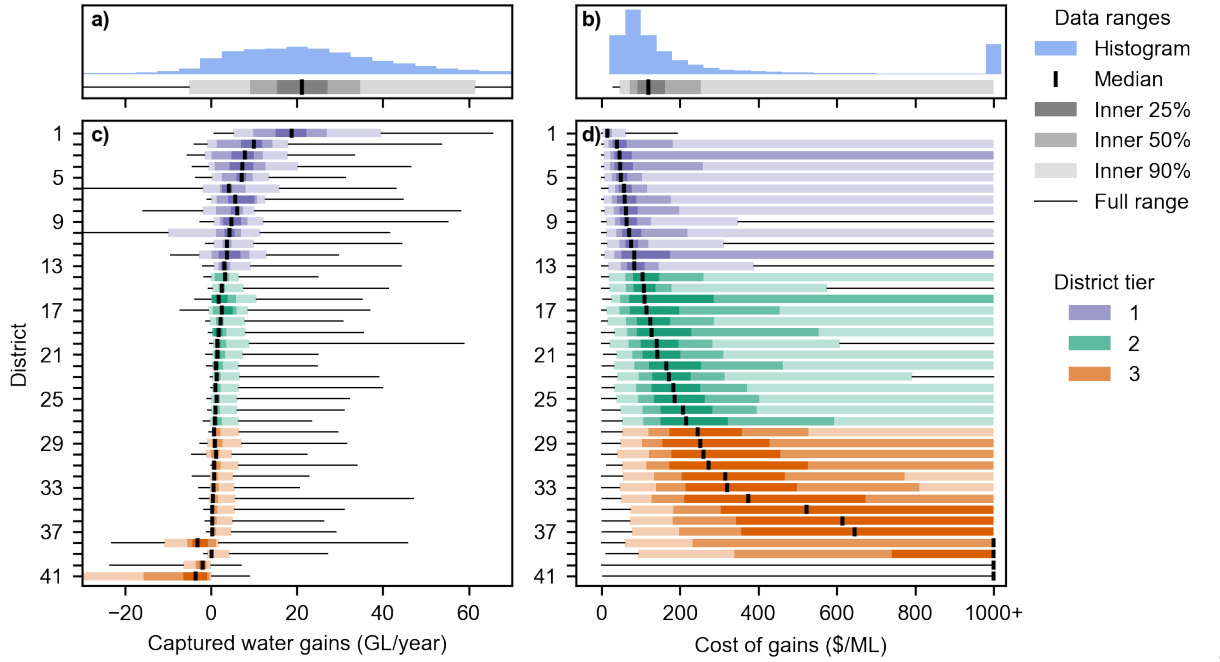 a)
b)
Data ranges
Histogram
Median
Inner 25%
Inner 50%
Inner 90%
Full range
c)
d)
District
1
5
9
13
17
21
25
29
33
37
41
−20
0
20
40
60
Captured water gains (GL/year)
1
5
9
13
17
21
25
29
33
37
41
0
200
400
600
800
1000+
Cost of gains ($/ML)
District tier
1
2
3